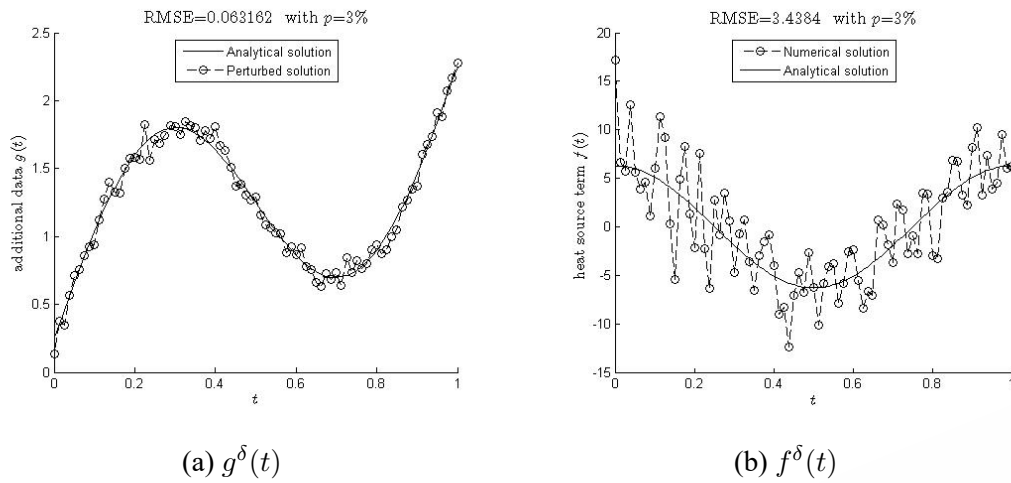 RMSE=0.063162 with p=3%
2.5
2
1.5
1
0.5
0
0 0.2 0.4 0.6 0.8 1
additional data g(t)
t
Analytical solution
Perturbed solution
(a) g^δ(t)
RMSE=3.4384 with p=3%
20
15
10
5
0
-5
-10
-15
0 0.2 0.4 0.6 0.8 1
heat source term f(t)
t
Numerical solution
Analytical solution
(b) f^δ(t)